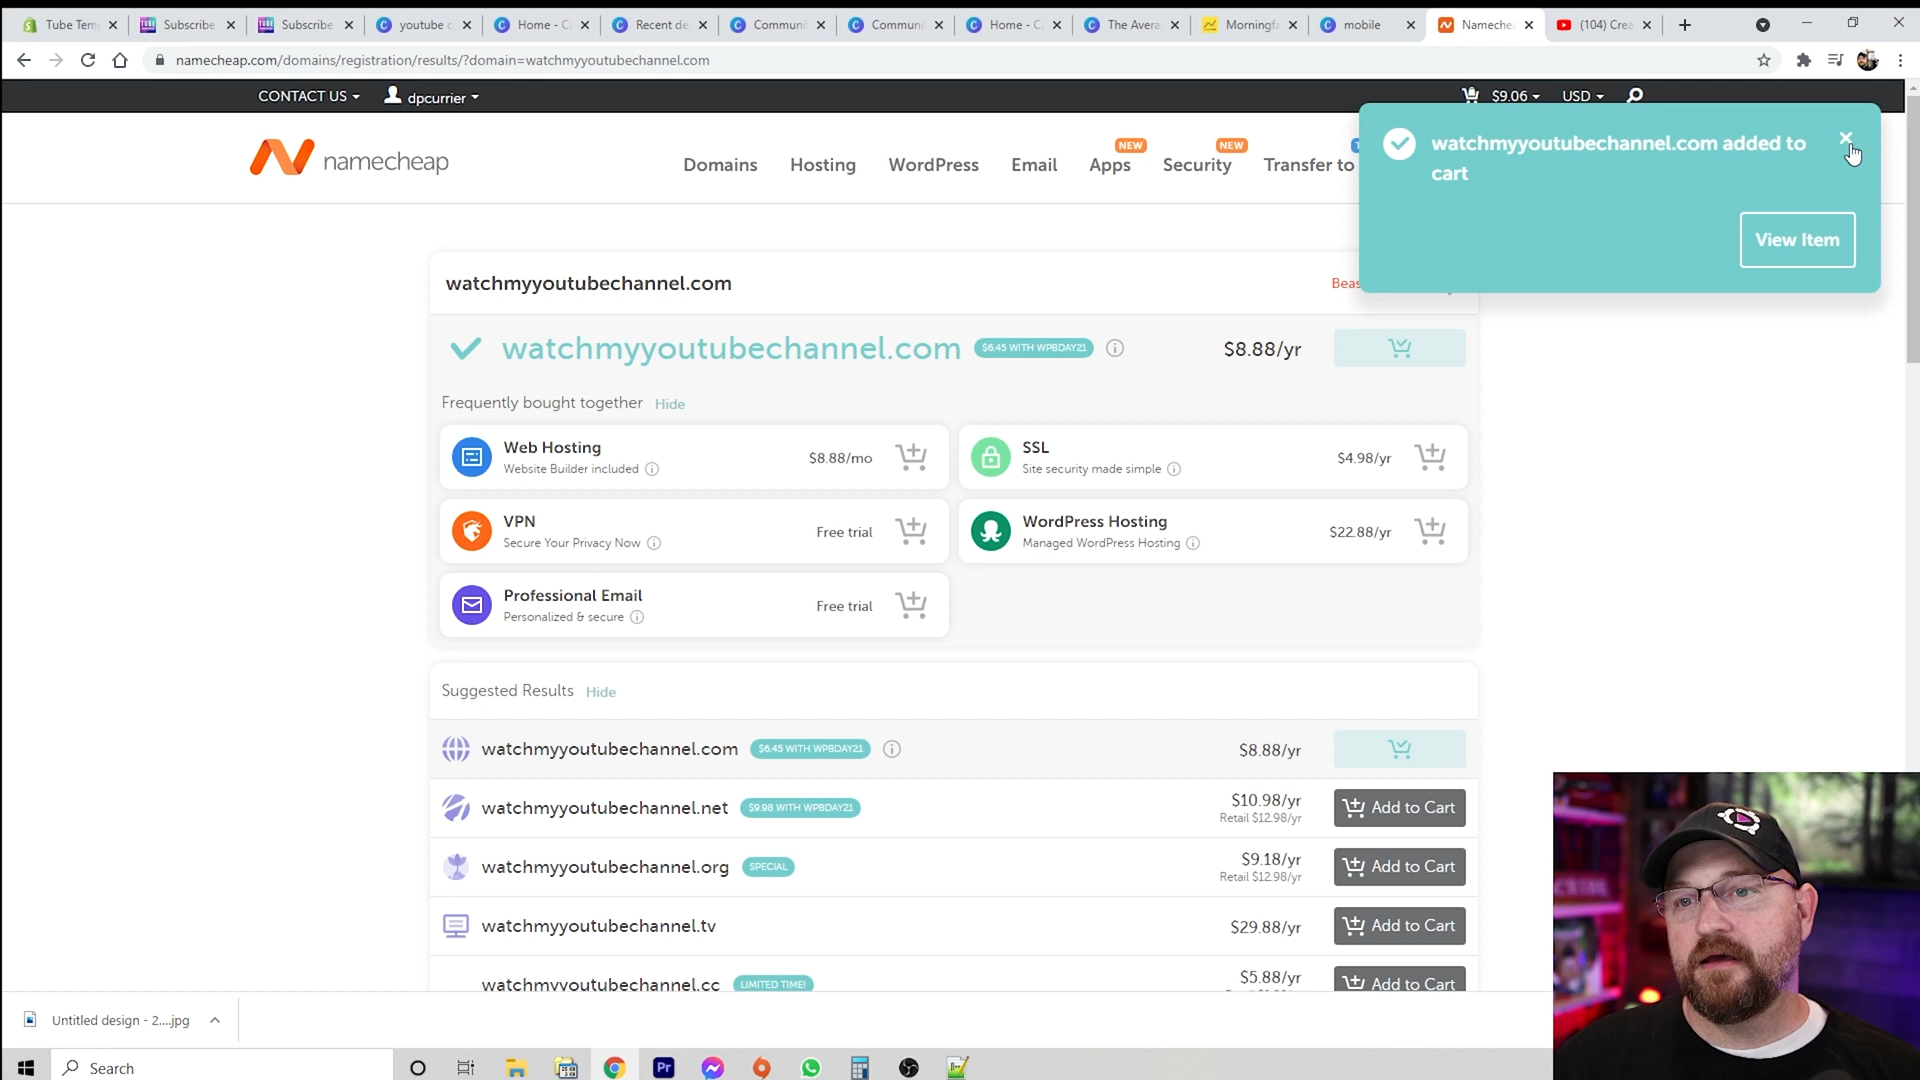 Tube Tem
Subscribe
Subscribe
youtube c
Home - C
Recent de
Communi
Communi
Home - C
The Avera
Morningfa
mobile
Namechea
(104) Crea
namecheap.com/domains/registration/results/?domain=watchmyyoutubechannel.com
CONTACT US
dpcurrier
$9.06
USD
namecheap
Domains
Hosting
WordPress
Email
NEW
Apps
NEW
Security
Transfer to
watchmyyoutubechannel.com added to
cart
View Item
watchmyyoutubechannel.com
Beas
watchmyyoutubechannel.com
$6.45 WITH WPBDAY21
$8.88/yr
Frequently bought together Hide
Web Hosting
Website Builder included
$8.88/mo
SSL
Site security made simple
$4.98/yr
VPN
Secure Your Privacy Now
Free trial
WordPress Hosting
Managed WordPress Hosting
$22.88/yr
Professional Email
Personalized & secure
Free trial
Suggested Results Hide
watchmyyoutubechannel.com
$6.45 WITH WPBDAY21
$8.88/yr
watchmyyoutubechannel.net
$9.98 WITH WPBDAY21
$10.98/yr
Retail $12.98/yr
Add to Cart
watchmyyoutubechannel.org
SPECIAL
$9.18/yr
Retail $12.98/yr
Add to Cart
watchmyyoutubechannel.tv
$29.88/yr
Add to Cart
watchmyyoutubechannel.cc
LIMITED TIME!
$5.88/yr
Add to Cart
Untitled design - 2....jpg
Search
Pr